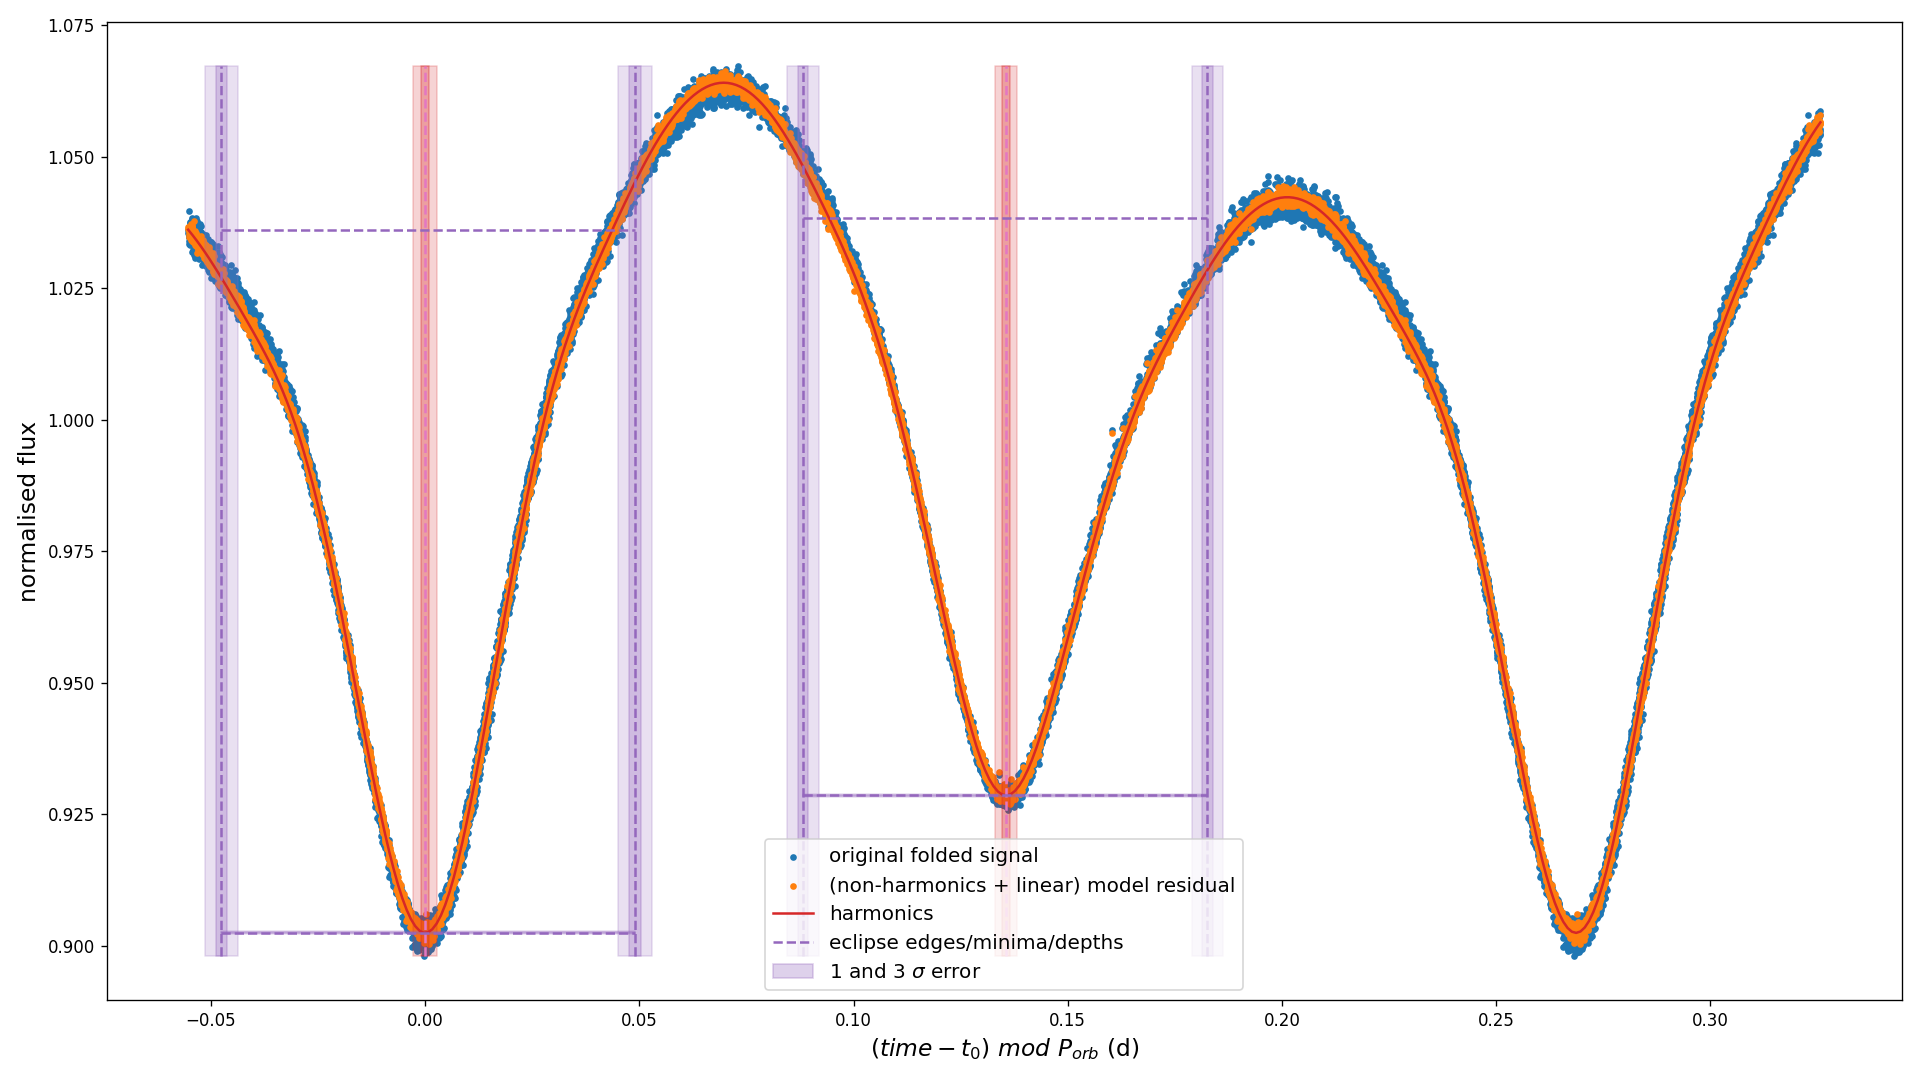 1.075
1.050
1.025
1.000
0.975
0.950
0.925
0.900
normalised flux
original folded signal
(non-harmonics + linear) model residual
harmonics
eclipse edges/minima/depths
1 and 3 σ error
−0.05 0.00 0.05 0.10 0.15 0.20 0.25 0.30
(time − t₀) mod Pₒᵣb (d)